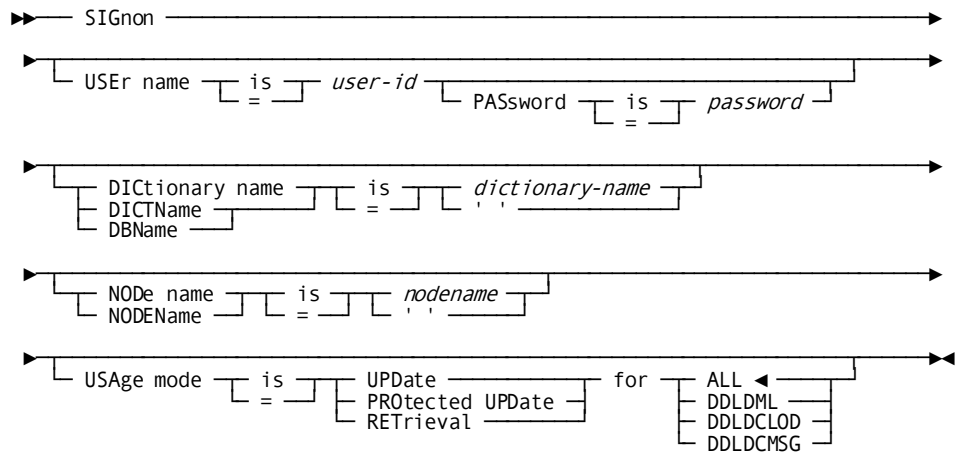 SIGnon
USEr name is user-id
= PASsword is password
=
DICtionary name is dictionary-name
DICTName = ' '
DBName
NODe name is nodename
NODEName = ' '
USAge mode is UPDate for ALL
= PROtected UPDate DDLDML
RETrieval DDLDCLOD
DDLDCMSG